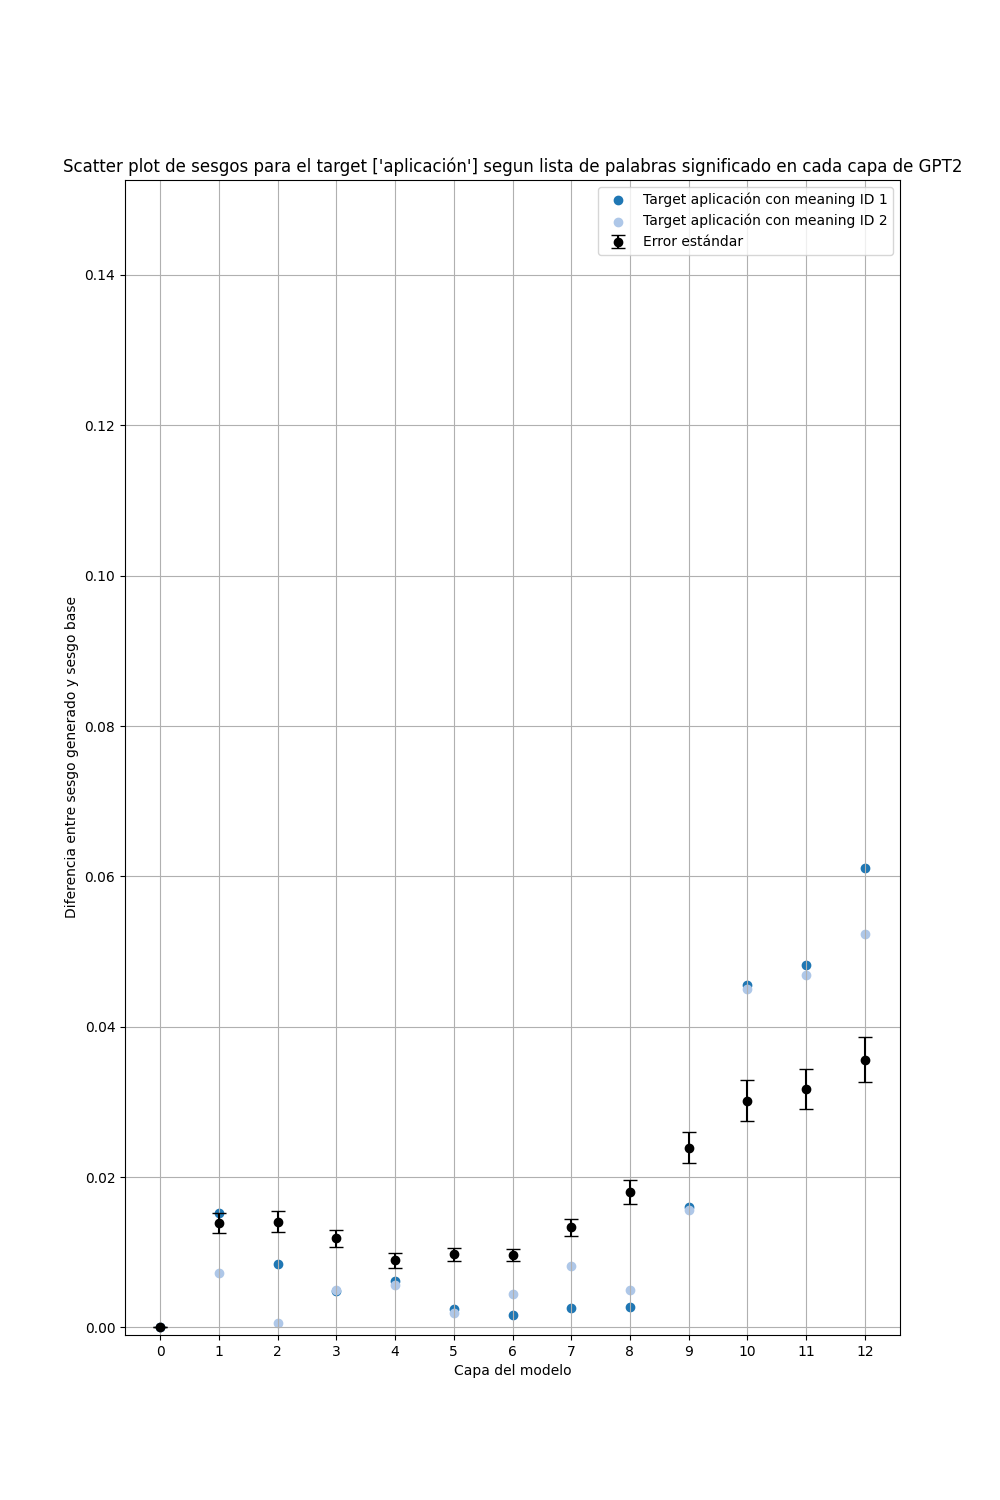 Scatter plot de sesgos para el target ['aplicación'] segun lista de palabras significado en cada capa de GPT2
Target aplicación con meaning ID 1
Target aplicación con meaning ID 2
Error estándar
Diferencia entre sesgo generado y sesgo base
0.14
0.12
0.10
0.08
0.06
0.04
0.02
0.00
0 1 2 3 4 5 6 7 8 9 10 11 12
Capa del modelo